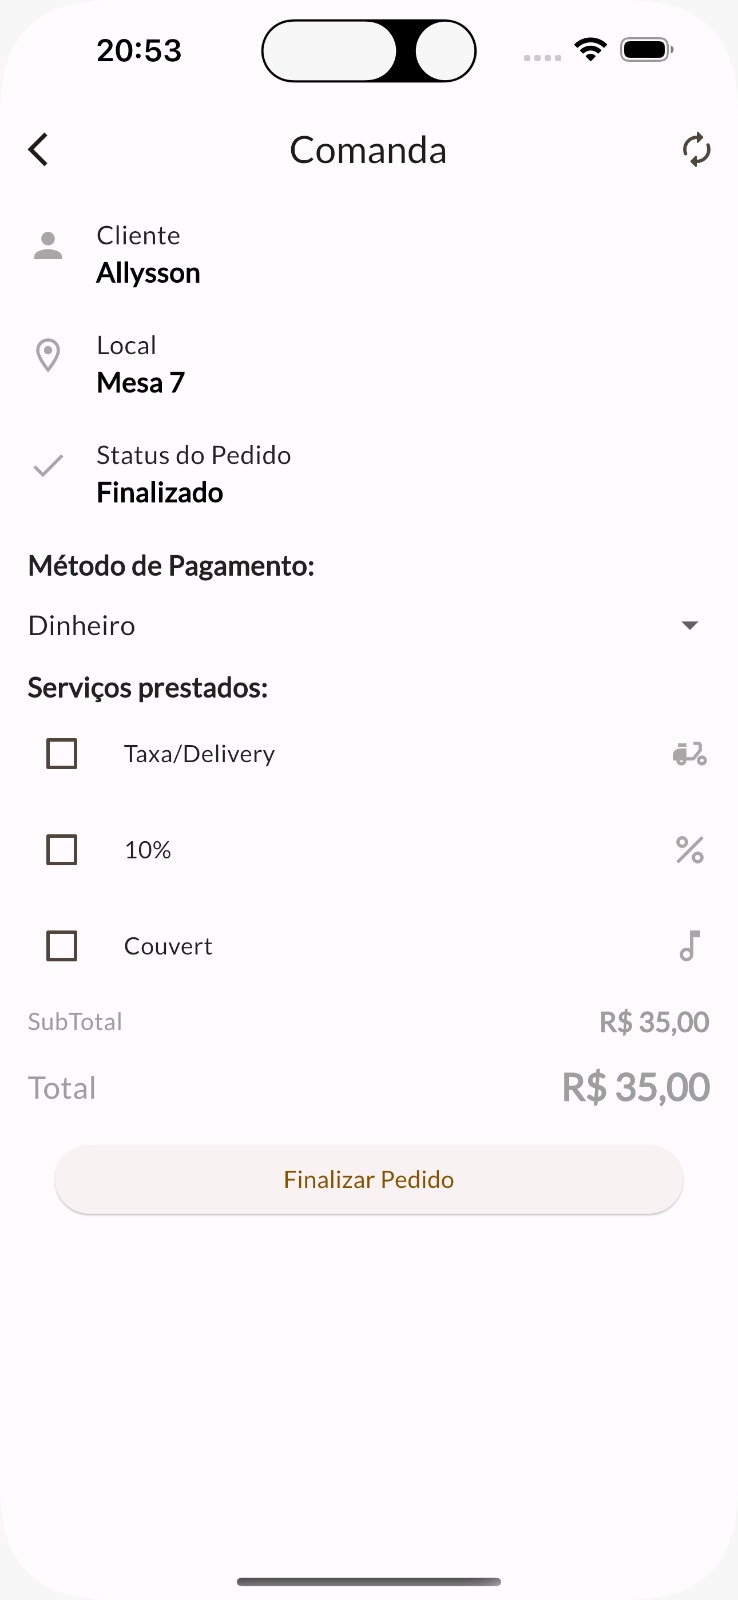 20:53
Comanda
Cliente
Allysson
Local
Mesa 7
Status do Pedido
Finalizado
Método de Pagamento:
Dinheiro
Serviços prestados:
Taxa/Delivery
10%
Couvert
SubTotal R$ 35,00
Total R$ 35,00
Finalizar Pedido